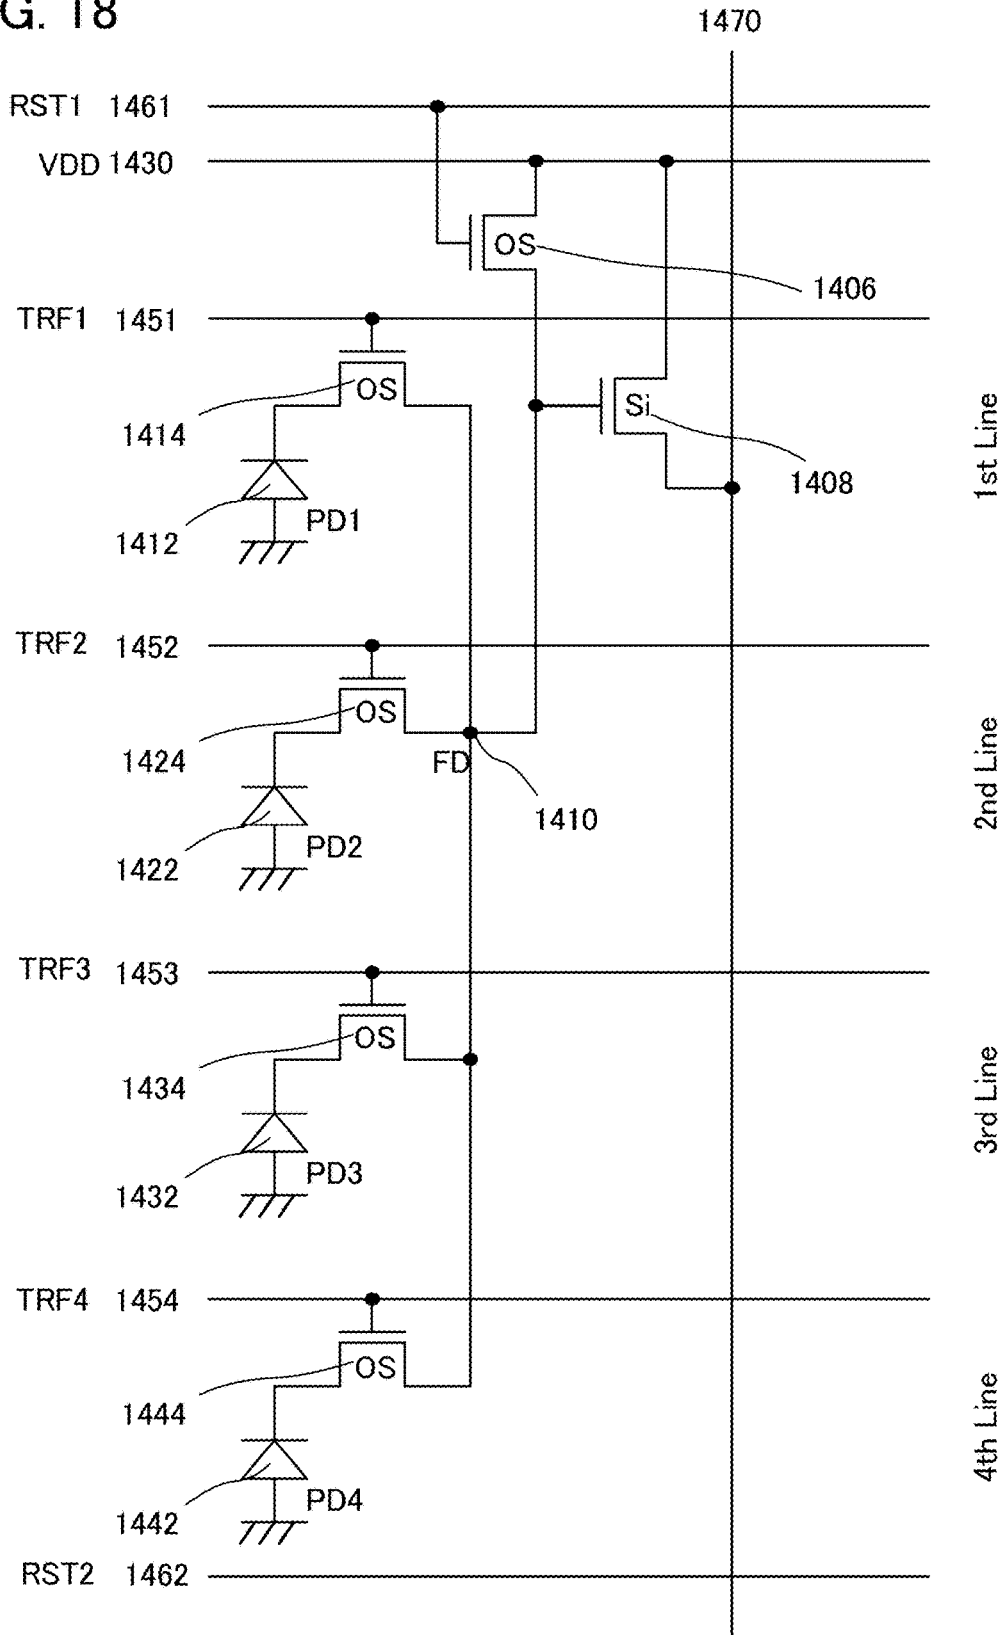 G. 18
1470
RST1 1461
VDD 1430
OS
1406
TRF1 1451
OS
Si
1414
1408
1st Line
PD1
1412
TRF2 1452
OS
FD
1424
1410
2nd Line
PD2
1422
TRF3 1453
OS
1434
3rd Line
PD3
1432
TRF4 1454
OS
1444
4th Line
PD4
1442
RST2 1462